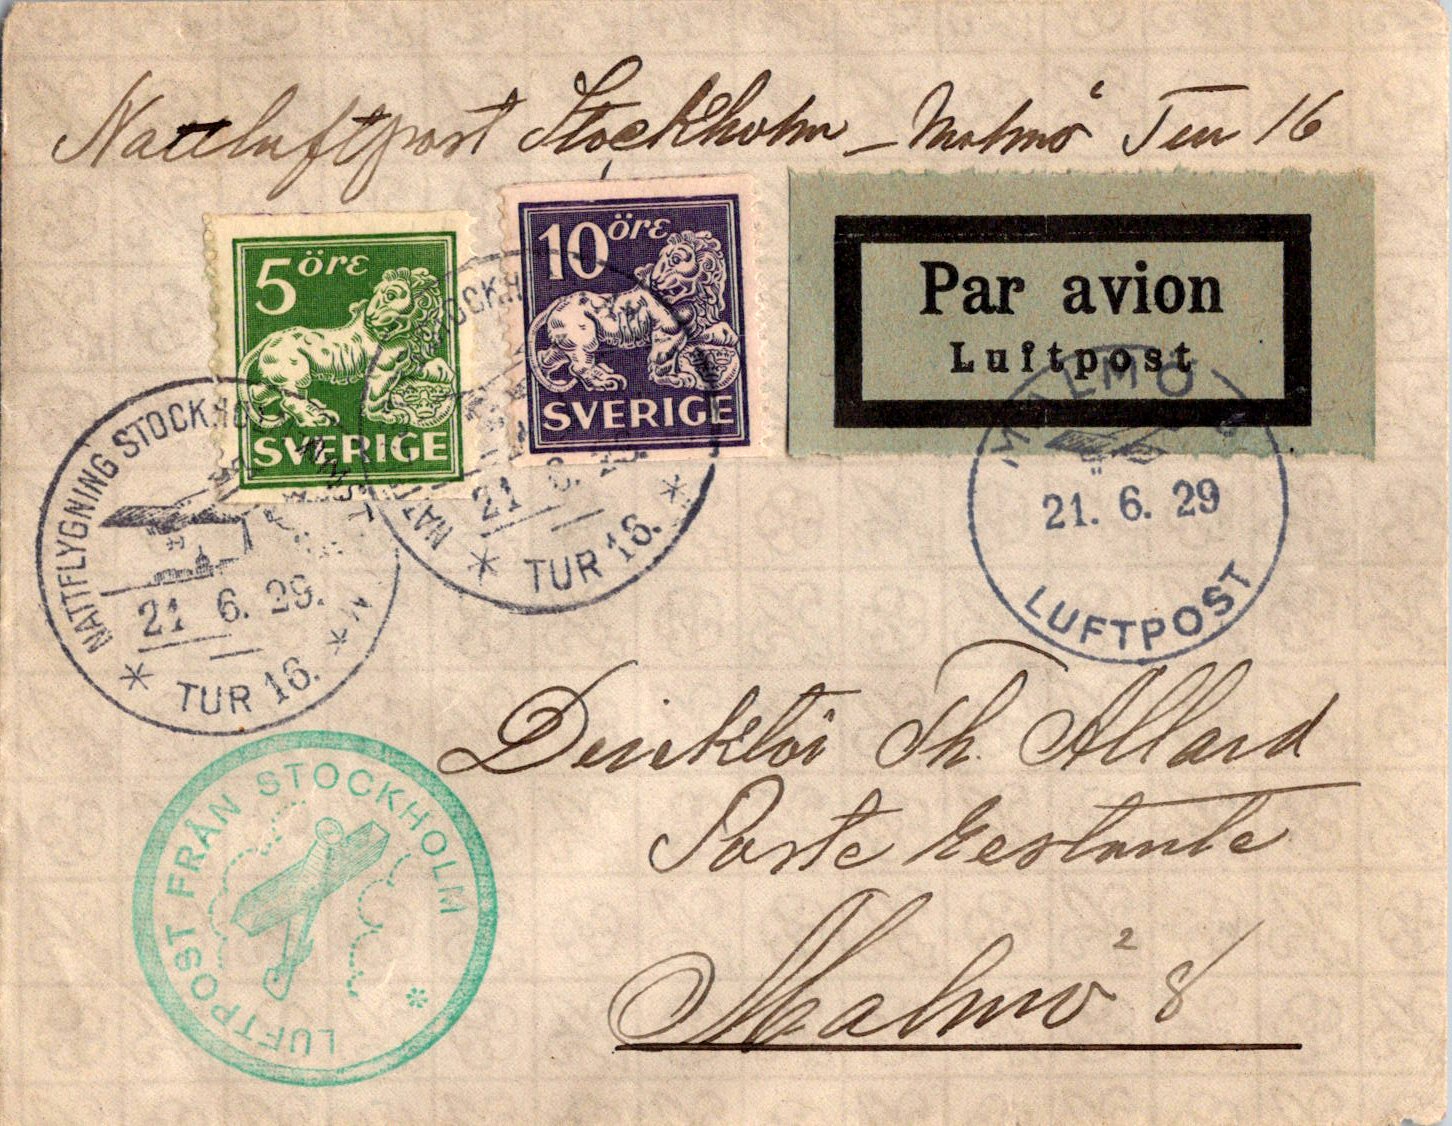 Nattluftpost Stockholm – Malmö Tur 16
5 öre
SVERIGE
10 öre
SVERIGE
Par avion
Luftpost
NATTFLYGNING STOCKHOLM
21 6. 29.
* TUR 16. *
21 6. 29.
* TUR 16. *
MALMÖ
21. 6. 29
LUFTPOST
LUFTPOST FRÅN STOCKHOLM *
Direktör Th. Allard
Poste Restante
Malmö 2